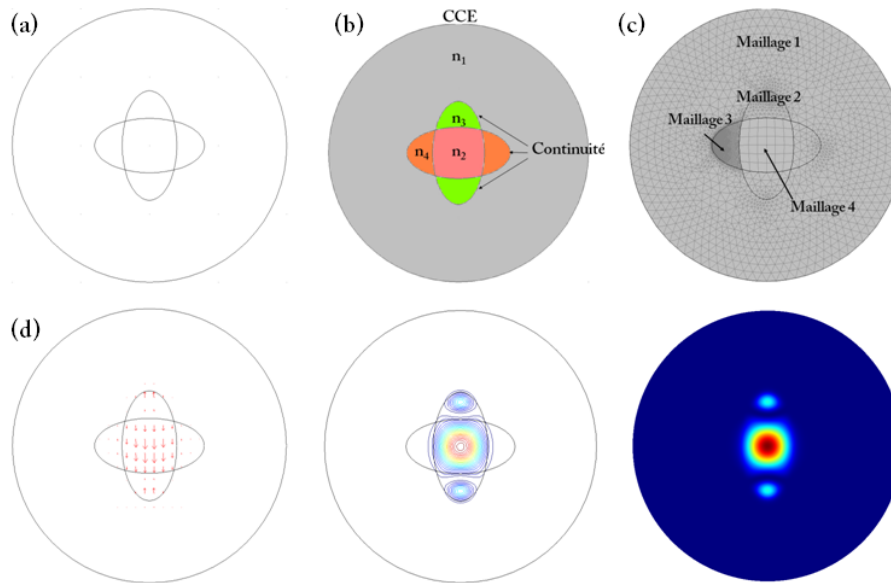 (a)
(b)
CCE
(c)
n₁
n₃
n₄
n₂
Continuité
Maillage 1
Maillage 2
Maillage 3
Maillage 4
(d)